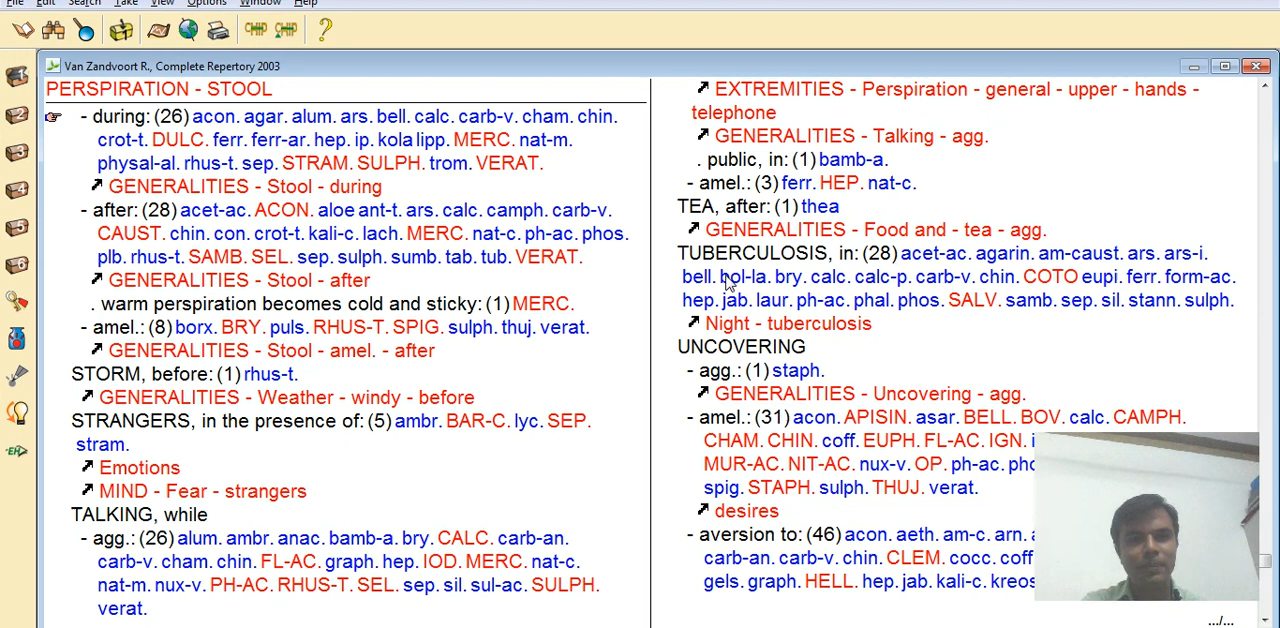 File Edit Search Take View Options Window Help
Van Zandvoort R., Complete Repertory 2003
PERSPIRATION - STOOL
- during: (26) acon. agar. alum. ars. bell. calc. carb-v. cham. chin.
crot-t. DULC. ferr. ferr-ar. hep. ip. kola lipp. MERC. nat-m.
physal-al. rhus-t. sep. STRAM. SULPH. trom. VERAT.
GENERALITIES - Stool - during
- after: (28) acet-ac. ACON. aloe ant-t. ars. calc. camph. carb-v.
CAUST. chin. con. crot-t. kali-c. lach. MERC. nat-c. ph-ac. phos.
plb. rhus-t. SAMB. SEL. sep. sulph. sumb. tab. tub. VERAT.
GENERALITIES - Stool - after
. warm perspiration becomes cold and sticky: (1) MERC.
- amel.: (8) borx. BRY. puls. RHUS-T. SPIG. sulph. thuj. verat.
GENERALITIES - Stool - amel. - after
STORM, before: (1) rhus-t.
GENERALITIES - Weather - windy - before
STRANGERS, in the presence of: (5) ambr. BAR-C. lyc. SEP.
stram.
Emotions
MIND - Fear - strangers
TALKING, while
- agg.: (26) alum. ambr. anac. bamb-a. bry. CALC. carb-an.
carb-v. cham. chin. FL-AC. graph. hep. IOD. MERC. nat-c.
nat-m. nux-v. PH-AC. RHUS-T. SEL. sep. sil. sul-ac. SULPH.
verat.
EXTREMITIES - Perspiration - general - upper - hands -
telephone
GENERALITIES - Talking - agg.
. public, in: (1) bamb-a.
- amel.: (3) ferr. HEP. nat-c.
TEA, after: (1) thea
GENERALITIES - Food and - tea - agg.
TUBERCULOSIS, in: (28) acet-ac. agarin. am-caust. ars. ars-i.
bell. bol-la. bry. calc. calc-p. carb-v. chin. COTO eupi. ferr. form-ac.
hep. jab. laur. ph-ac. phal. phos. SALV. samb. sep. sil. stann. sulph.
Night - tuberculosis
UNCOVERING
- agg.: (1) staph.
GENERALITIES - Uncovering - agg.
- amel.: (31) acon. APISIN. asar. BELL. BOV. calc. CAMPH.
CHAM. CHIN. coff. EUPH. FL-AC. IGN.
MUR-AC. NIT-AC. nux-v. OP. ph-ac.
spig. STAPH. sulph. THUJ. verat.
desires
- aversion to: (46) acon. aeth. am-c. arn.
carb-an. carb-v. chin. CLEM. cocc. coff
gels. graph. HELL. hep. jab. kali-c. kreos
.../...
CHIP CHIP
1
2
3
4
5
6
EH